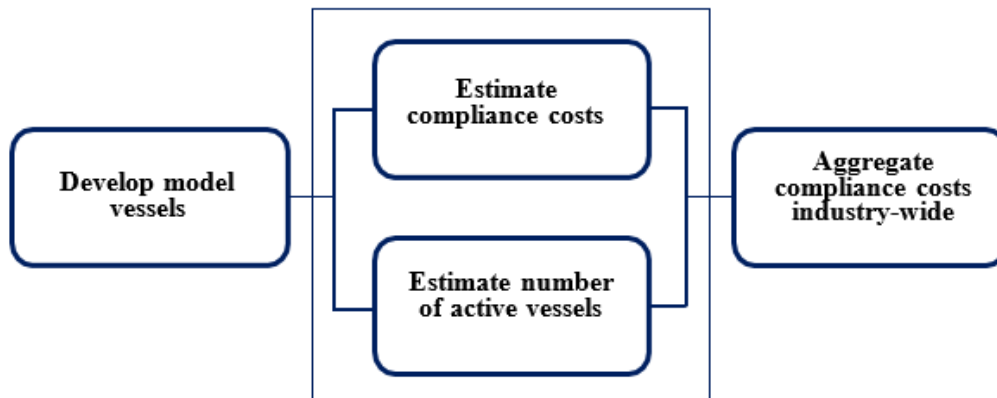 Develop model
vessels
Estimate
compliance costs
Estimate number
of active vessels
Aggregate
compliance costs
industry-wide